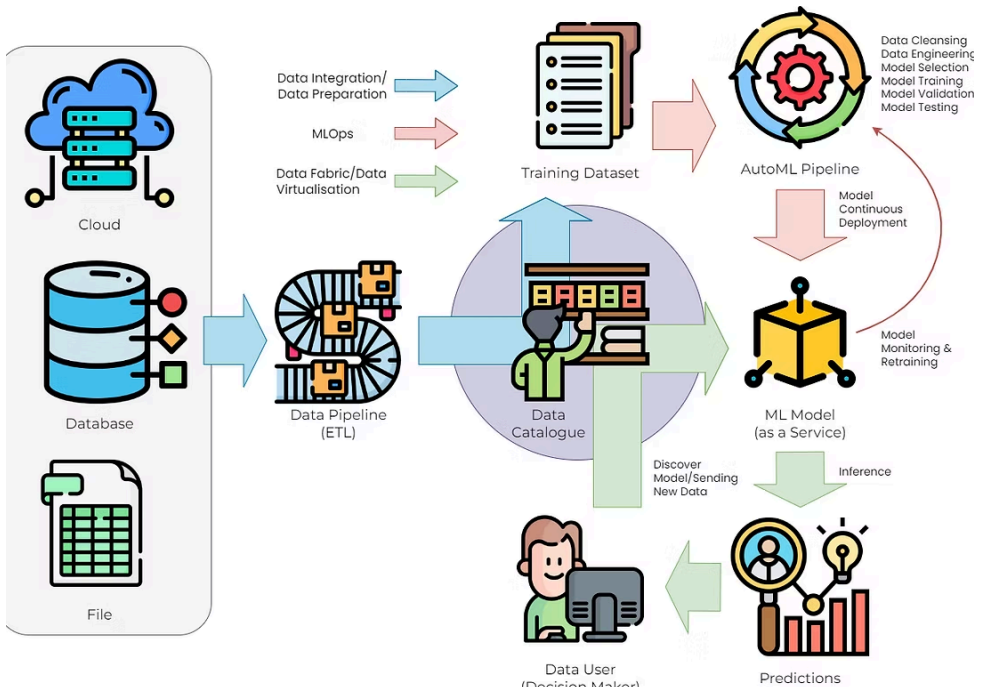 Cloud
Database
File
Data Integration/
Data Preparation
MLOps
Data Fabric/Data
Virtualisation
Data Pipeline
(ETL)
Training Dataset
Data
Catalogue
AutoML Pipeline
Data Cleansing
Data Engineering
Model Selection
Model Training
Model Validation
Model Testing
Model
Continuous
Deployment
Model
Monitoring &
Retraining
ML Model
(as a Service)
Discover
Model/Sending
New Data
Inference
Data User
(Decision Maker)
Predictions